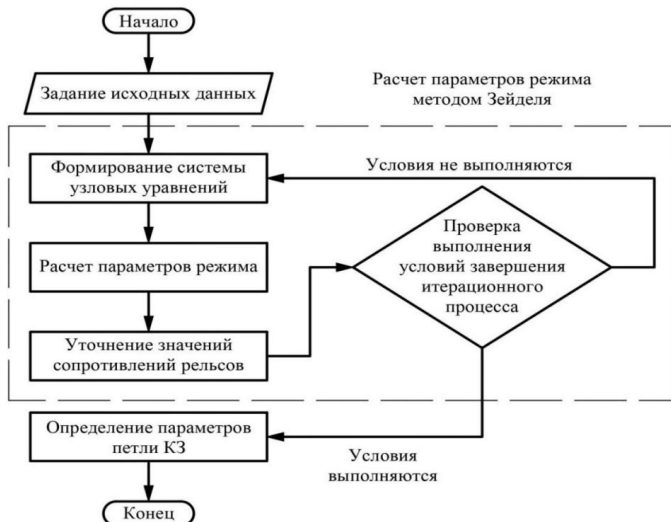 Начало
Задание исходных данных
Расчет параметров режима
методом Зейделя
Формирование системы
узловых уравнений
Условия не выполняются
Расчет параметров режима
Проверка
выполнения
условий завершения
итерационного
процесса
Уточнение значений
сопротивлений рельсов
Определение параметров
петли КЗ
Условия
выполняются
Конец